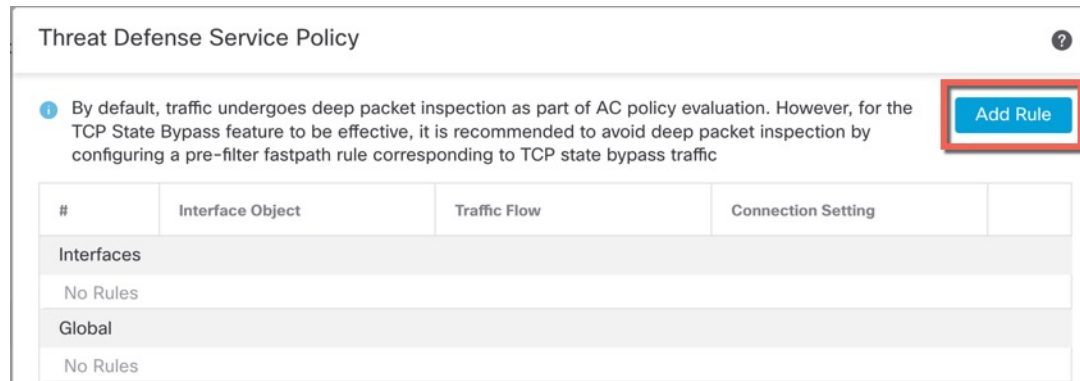 Threat Defense Service Policy
?
i
By default, traffic undergoes deep packet inspection as part of AC policy evaluation. However, for the
TCP State Bypass feature to be effective, it is recommended to avoid deep packet inspection by
configuring a pre-filter fastpath rule corresponding to TCP state bypass traffic
Add Rule
# Interface Object Traffic Flow Connection Setting
Interfaces
No Rules
Global
No Rules